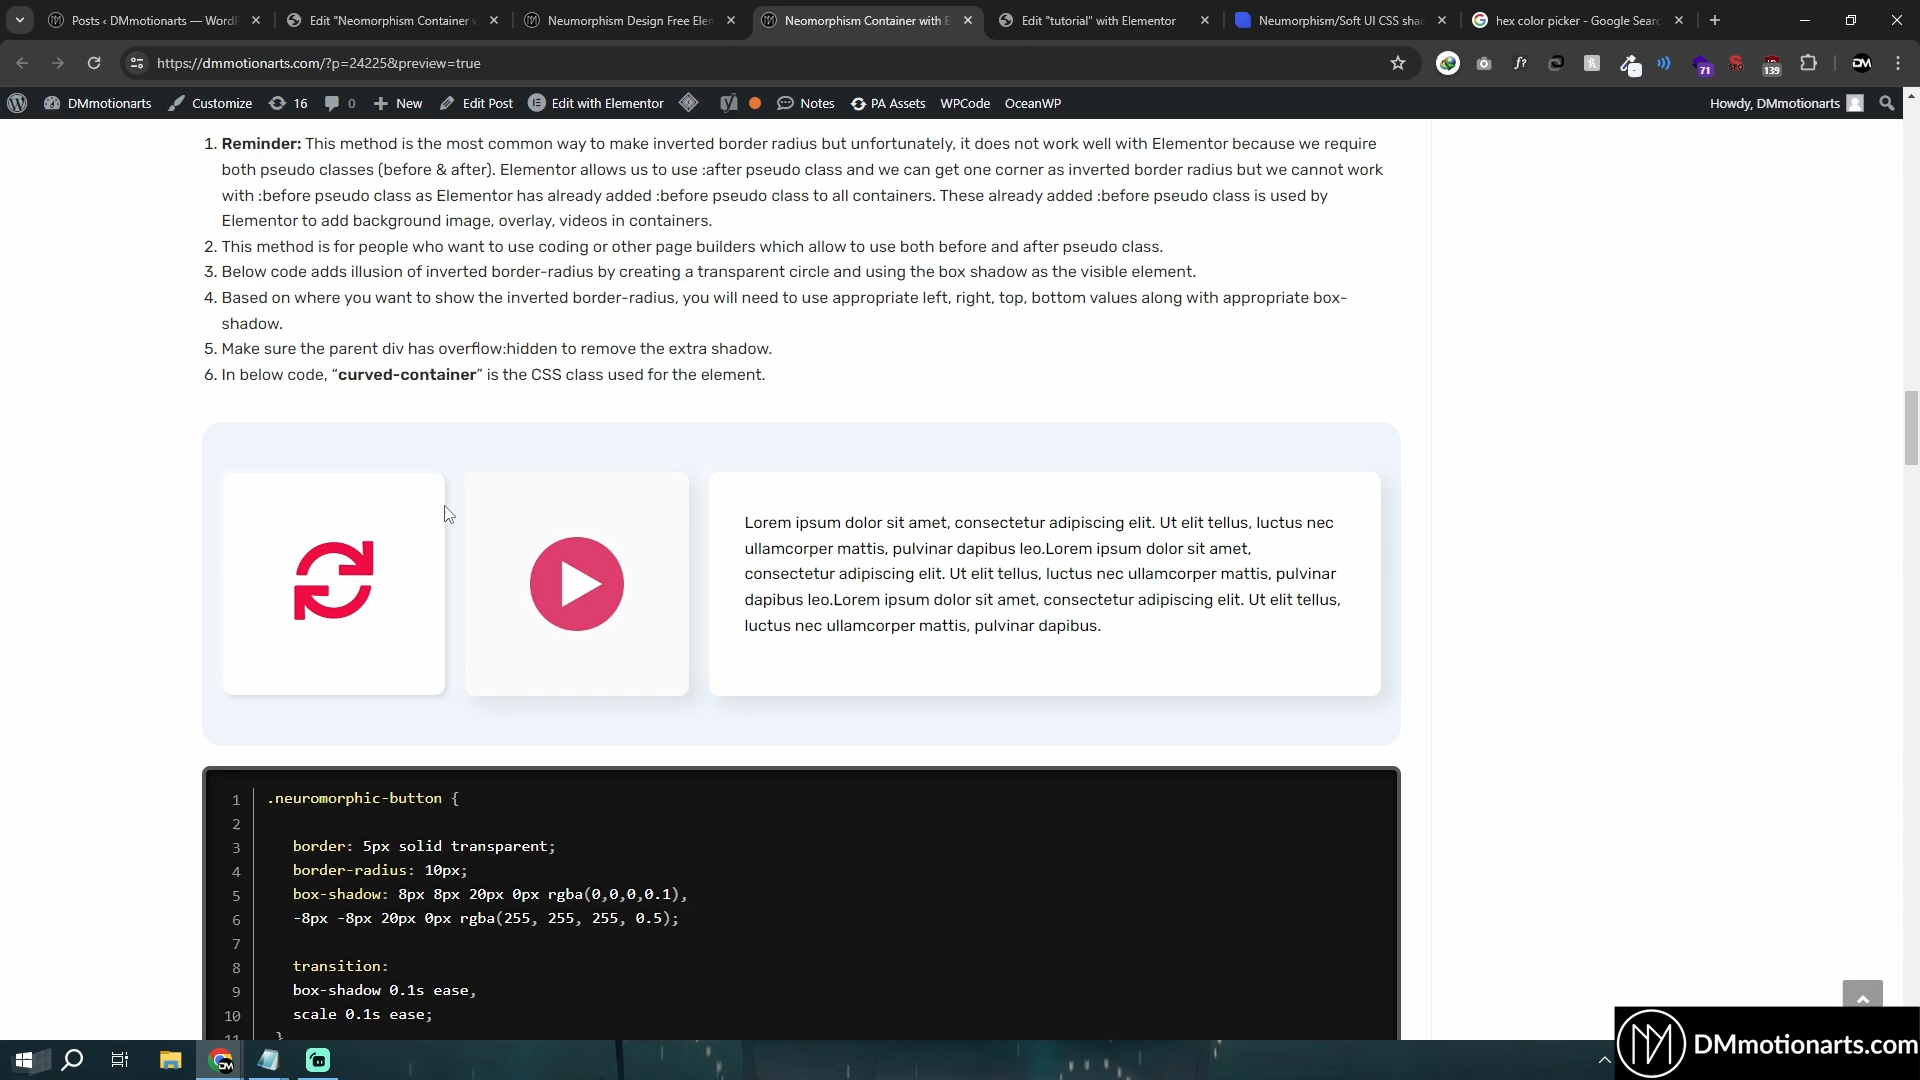 Posts ‹ DMmotionarts — WordP
Edit "Neomorphism Container w
Neumorphism Design Free Elem
Neomorphism Container with E
Edit "tutorial" with Elementor
Neumorphism/Soft UI CSS shad
hex color picker - Google Searc
https://dmmotionarts.com/?p=24225&preview=true
71
139
DM
DMmotionarts
Customize
16
0
New
Edit Post
Edit with Elementor
Notes
PA Assets
WPCode
OceanWP
Howdy, DMmotionarts
1. Reminder: This method is the most common way to make inverted border radius but unfortunately, it does not work well with Elementor because we require
both pseudo classes (before & after). Elementor allows us to use :after pseudo class and we can get one corner as inverted border radius but we cannot work
with :before pseudo class as Elementor has already added :before pseudo class to all containers. These already added :before pseudo class is used by
Elementor to add background image, overlay, videos in containers.
2. This method is for people who want to use coding or other page builders which allow to use both before and after pseudo class.
3. Below code adds illusion of inverted border-radius by creating a transparent circle and using the box shadow as the visible element.
4. Based on where you want to show the inverted border-radius, you will need to use appropriate left, right, top, bottom values along with appropriate box-
shadow.
5. Make sure the parent div has overflow:hidden to remove the extra shadow.
6. In below code, “curved-container” is the CSS class used for the element.
Lorem ipsum dolor sit amet, consectetur adipiscing elit. Ut elit tellus, luctus nec
ullamcorper mattis, pulvinar dapibus leo.Lorem ipsum dolor sit amet,
consectetur adipiscing elit. Ut elit tellus, luctus nec ullamcorper mattis, pulvinar
dapibus leo.Lorem ipsum dolor sit amet, consectetur adipiscing elit. Ut elit tellus,
luctus nec ullamcorper mattis, pulvinar dapibus.
1 .neuromorphic-button {
2
3 border: 5px solid transparent;
4 border-radius: 10px;
5 box-shadow: 8px 8px 20px 0px rgba(0,0,0,0.1),
6 -8px -8px 20px 0px rgba(255, 255, 255, 0.5);
7
8 transition:
9 box-shadow 0.1s ease,
10 scale 0.1s ease;
11 }
DMmotionarts.com